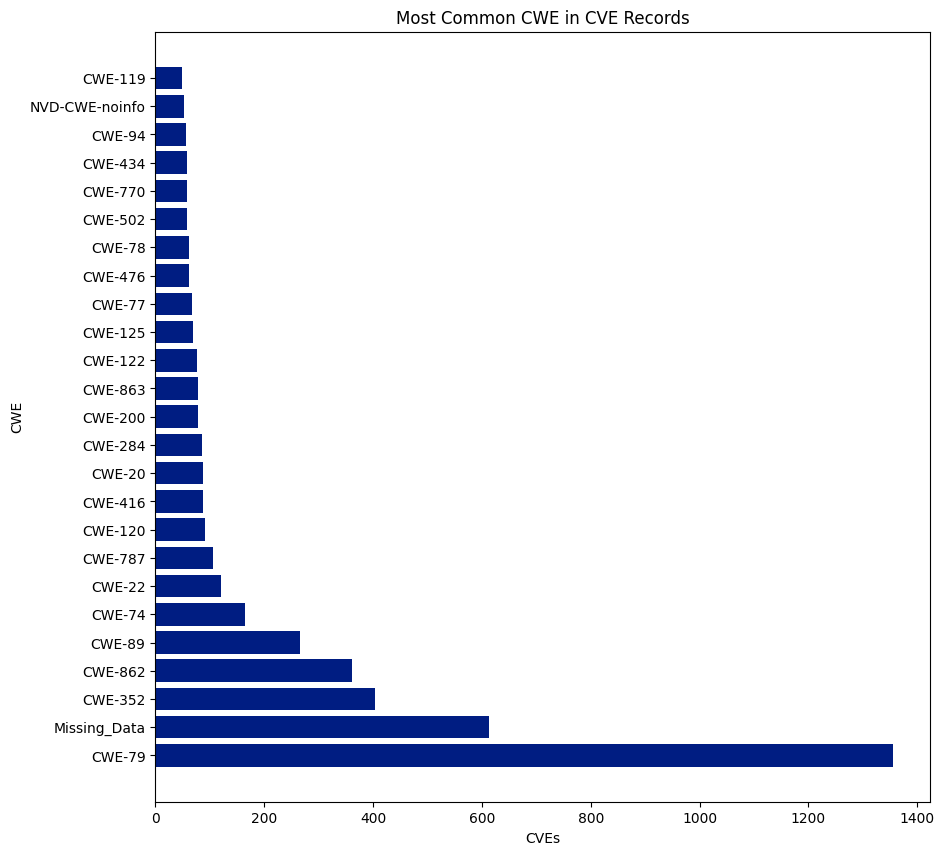 Most Common CWE in CVE Records
CWE-119
NVD-CWE-noinfo
CWE-94
CWE-434
CWE-770
CWE-502
CWE-78
CWE-476
CWE-77
CWE-125
CWE-122
CWE-863
CWE-200
CWE-284
CWE-20
CWE-416
CWE-120
CWE-787
CWE-22
CWE-74
CWE-89
CWE-862
CWE-352
Missing_Data
CWE-79
CWE
0 200 400 600 800 1000 1200 1400
CVEs